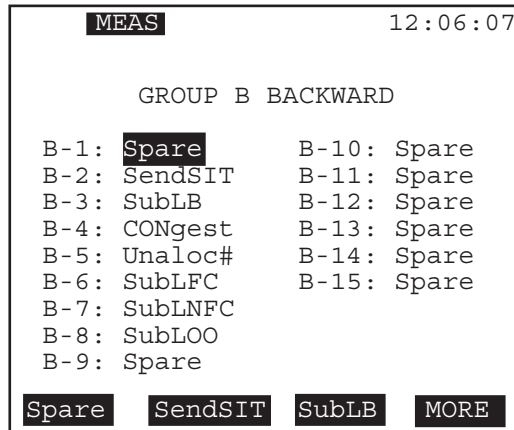 MEAS 12:06:07
GROUP B BACKWARD
B-1: Spare B-10: Spare
B-2: SendSIT B-11: Spare
B-3: SubLB B-12: Spare
B-4: CONgest B-13: Spare
B-5: Unaloc# B-14: Spare
B-6: SubLFC B-15: Spare
B-7: SubLNFC
B-8: SubLOO
B-9: Spare
Spare SendSIT SubLB MORE